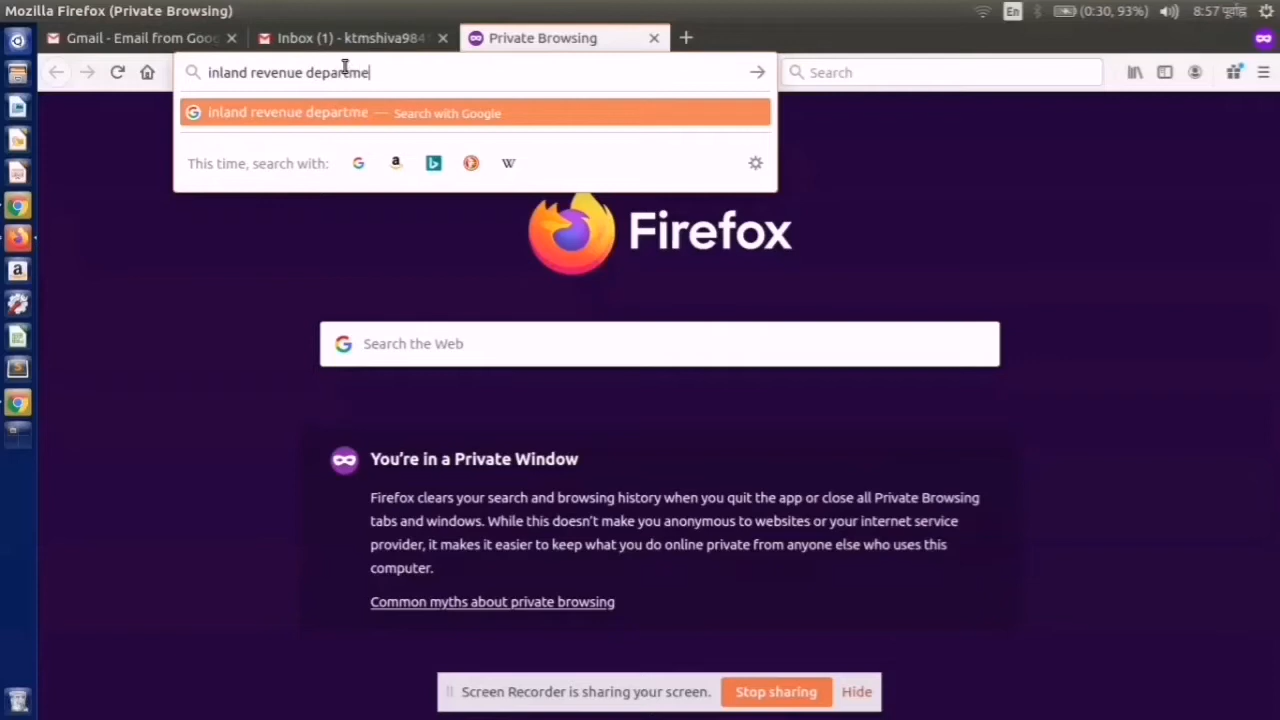 Mozilla Firefox (Private Browsing)
En
(0:30, 93%)
8:57 पूर्वाह्न
Gmail - Email from Goo
Inbox (1) - ktmshiva984
Private Browsing
inland revenue departme
Search
inland revenue departme — Search with Google
This time, search with:
Firefox
Search the Web
You're in a Private Window
Firefox clears your search and browsing history when you quit the app or close all Private Browsing
tabs and windows. While this doesn't make you anonymous to websites or your internet service
provider, it makes it easier to keep what you do online private from anyone else who uses this
computer.
Common myths about private browsing
Screen Recorder is sharing your screen.
Stop sharing
Hide